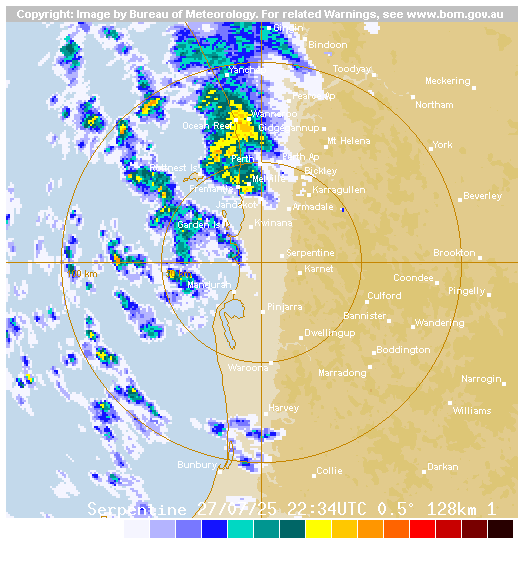 Copyright: Image by Bureau of Meteorology. For related Warnings, see www.bom.gov.au
Gingin
Bindoon
Yanchep
Toodyay
Meckering
Pearce Ap
Northam
Wanneroo
Ocean Reef
Gidgegannup
Mt Helena
York
Perth
Perth Ap
Rottnest Is
Bickley
Melville
Fremantle
Karragullen
Beverley
Jandakot
Armadale
Garden Is
Kwinana
Serpentine
Brookton
Karnet
Coondee
Mandurah
Pingelly
Culford
Pinjarra
Bannister
Wandering
Dwellingup
Boddington
Waroona
Marradong
Narrogin
Harvey
Williams
Bunbury
Collie
Darkan
Serpentine 27/07/25 22:34UTC 0.5° 128km 1